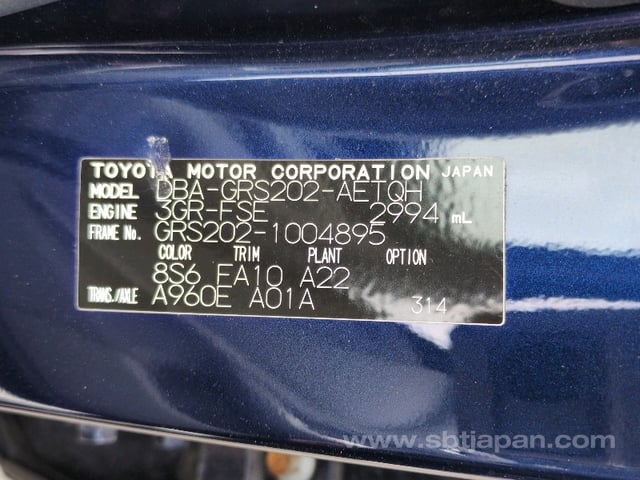 TOYOTA MOTOR CORPORATION JAPAN
MODEL DBA-GRS202-AETQH
ENGINE 3GR-FSE 2994 mL
FRAME No. GRS202-1004895
COLOR TRIM PLANT OPTION
8S6 FA10 A22
TRANS./AXLE A960E A01A 314
www.sbtjapan.com